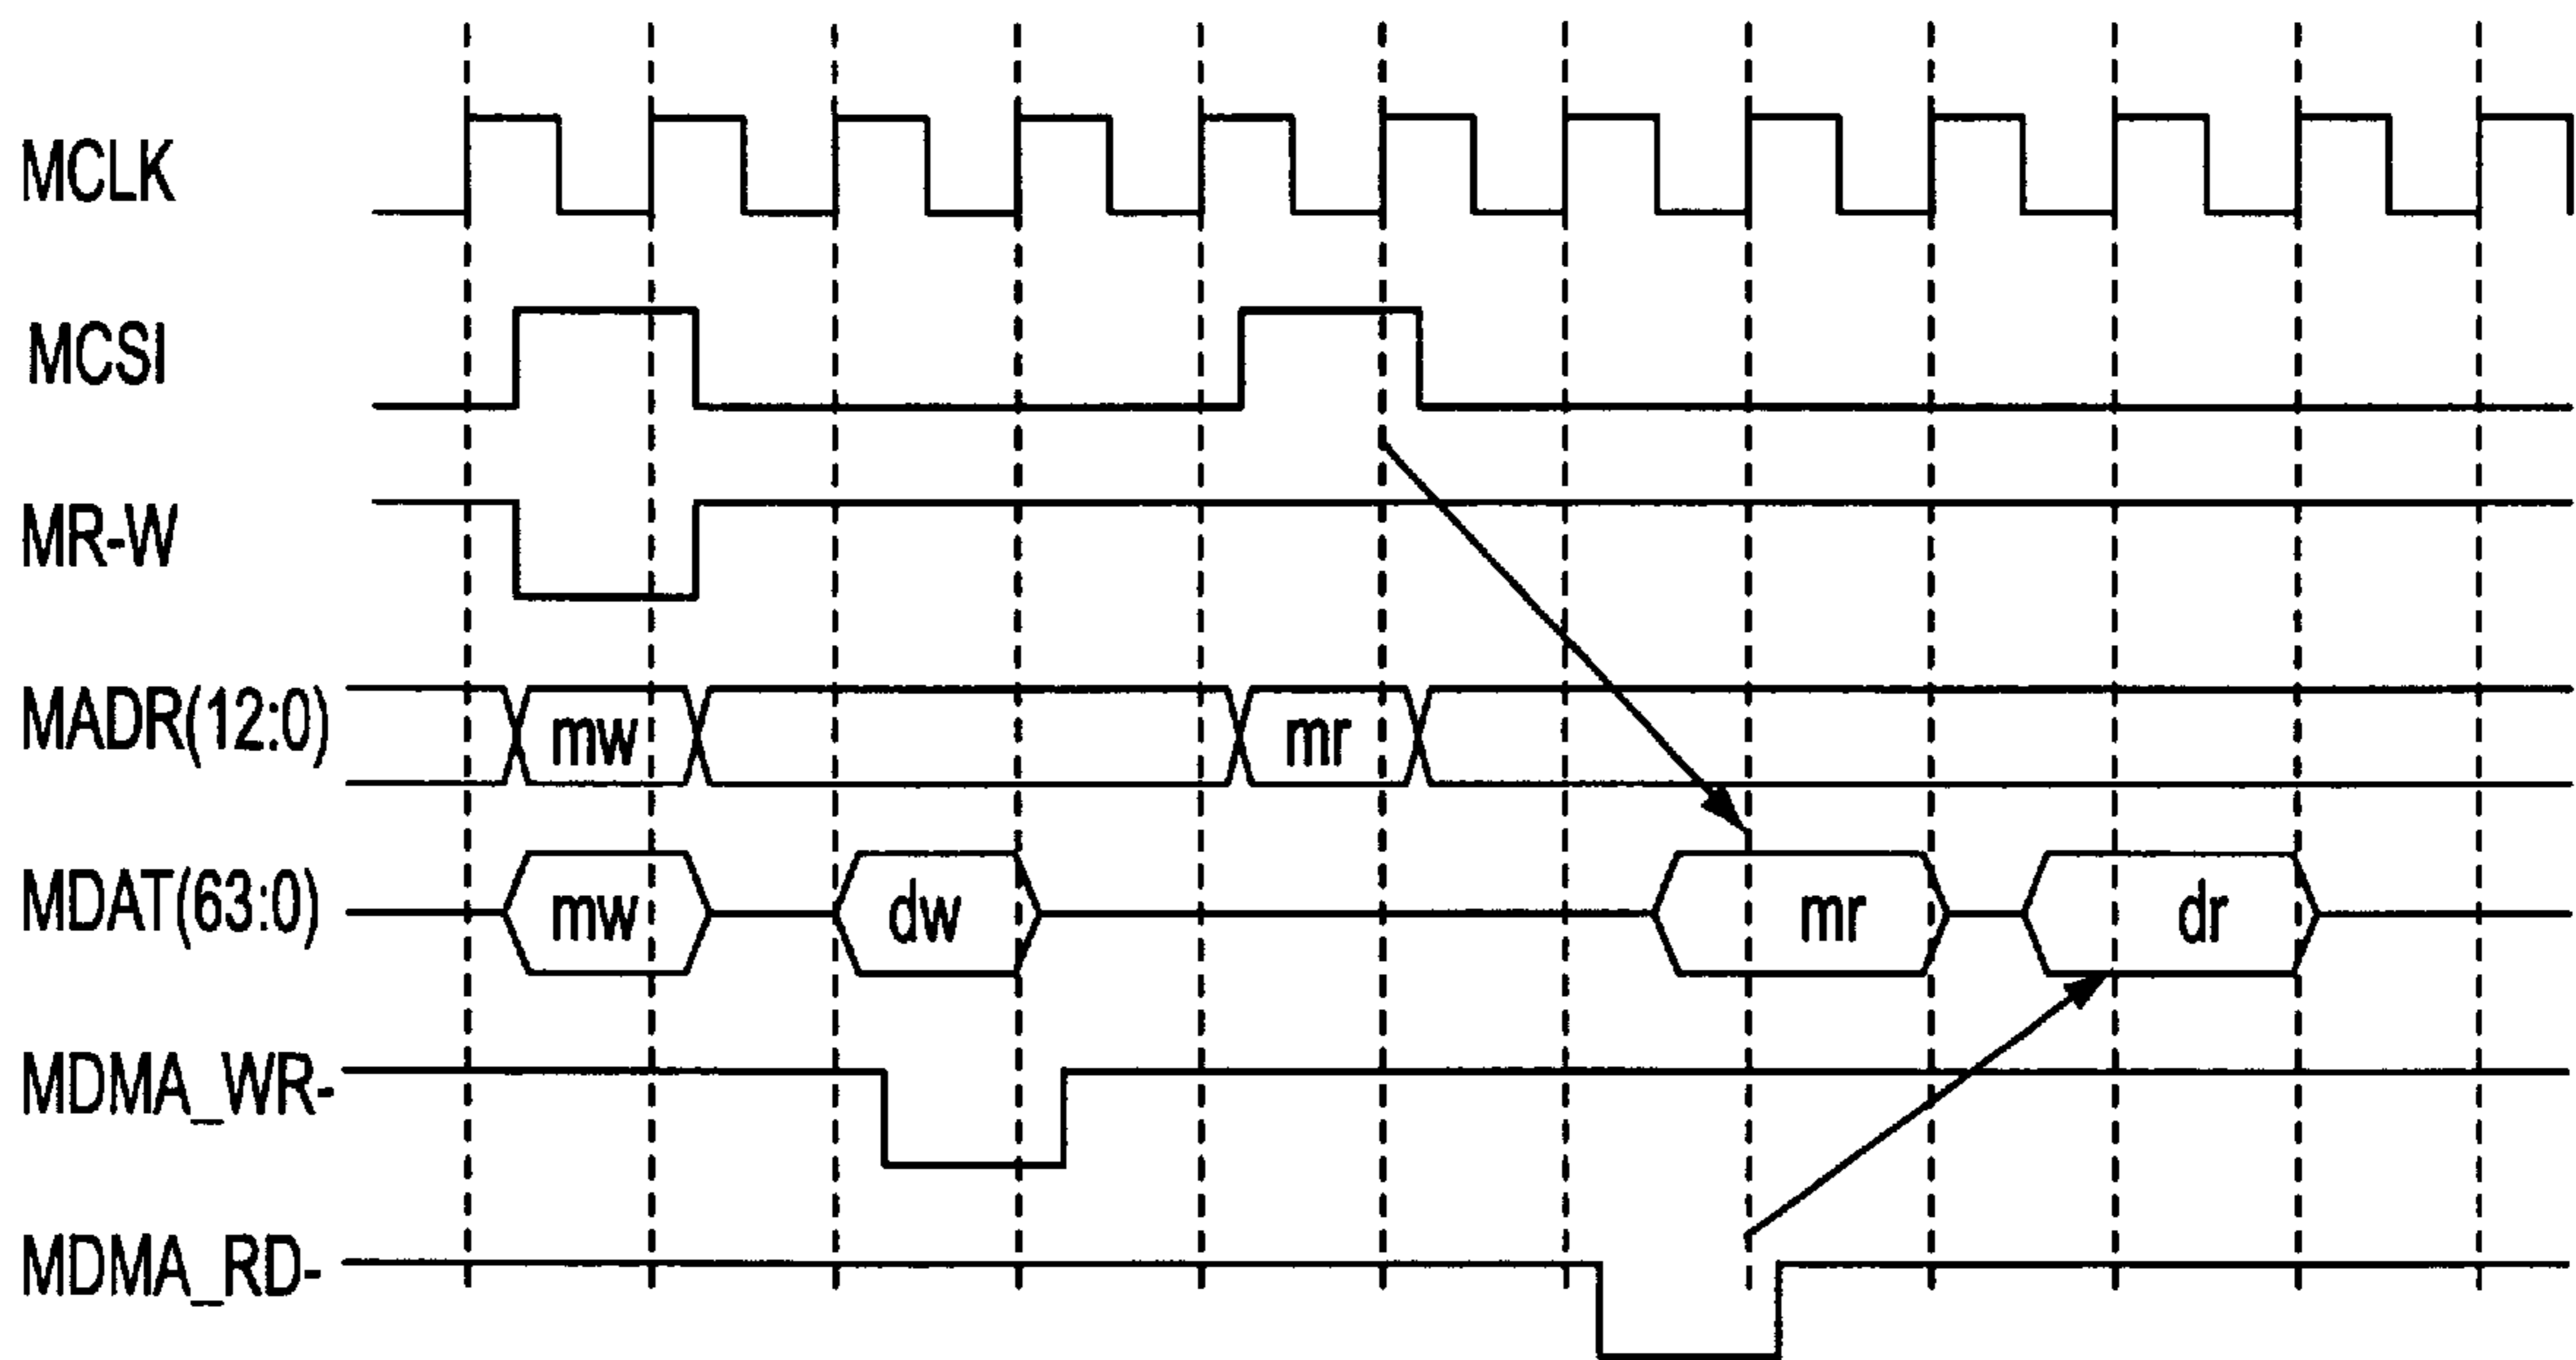 MCLK
MCSI
MR-W
MADR(12:0) mw mr
MDAT(63:0) mw dw mr dr
MDMA_WR-
MDMA_RD-